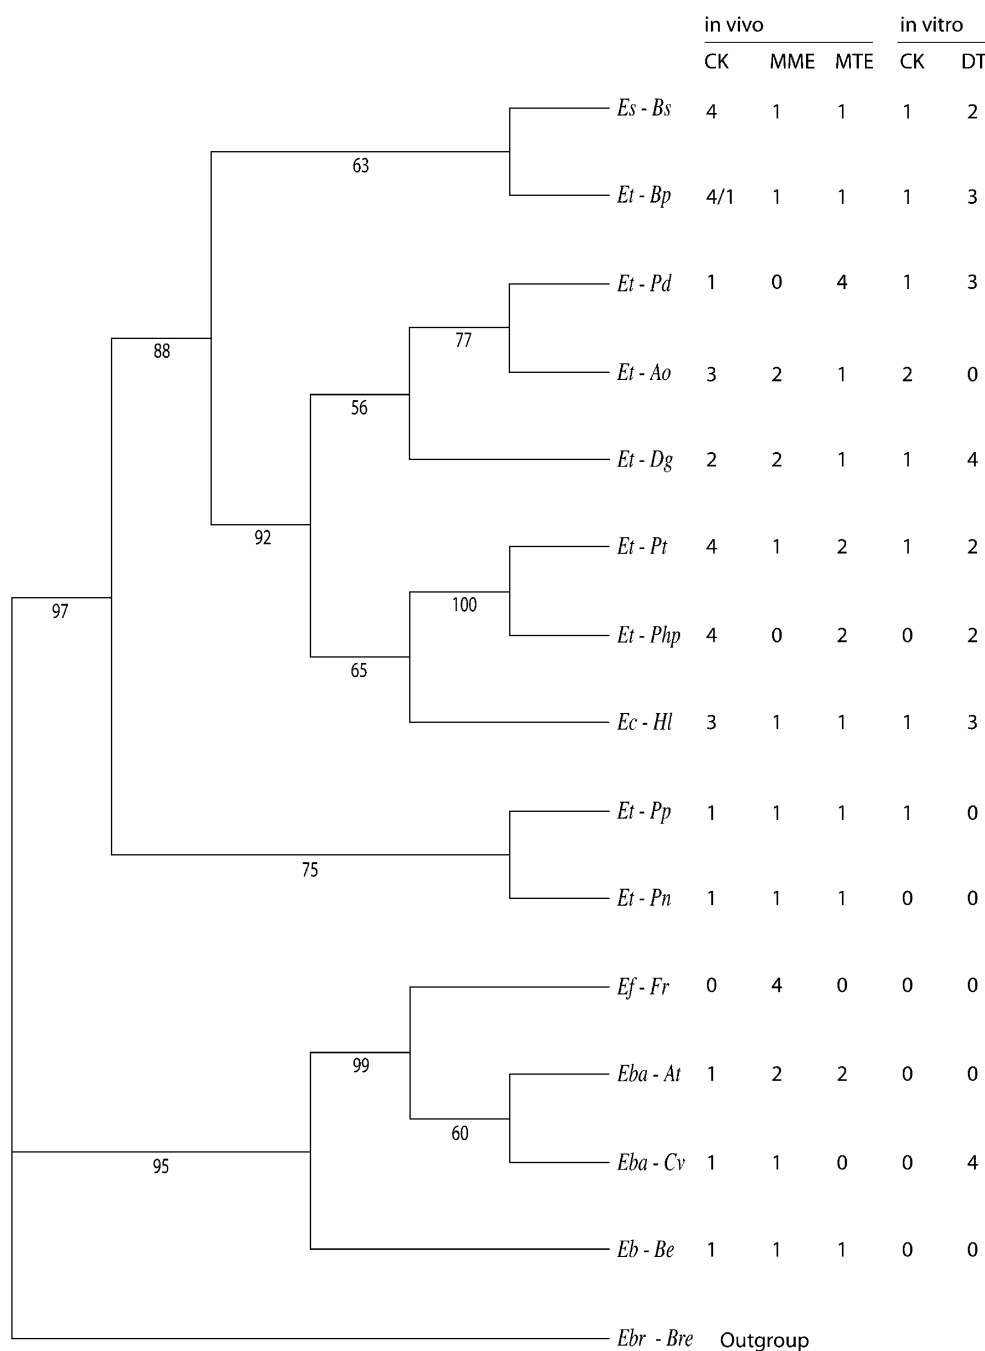 in vivo in vitro
CK MME MTE CK DT
Es - Bs 4 1 1 1 2
63
Et - Bp 4/1 1 1 1 3
Et - Pd 1 0 4 1 3
77
88
Et - Ao 3 2 1 2 0
56
Et - Dg 2 2 1 1 4
92
Et - Pt 4 1 2 1 2
100
97
Et - Php 4 0 2 0 2
65
Ec - Hl 3 1 1 1 3
Et - Pp 1 1 1 1 0
75
Et - Pn 1 1 1 0 0
Ef - Fr 0 4 0 0 0
99
Eba - At 1 2 2 0 0
60
Eba - Cv 1 1 0 0 4
95
Eb - Be 1 1 1 0 0
Ebr - Bre Outgroup